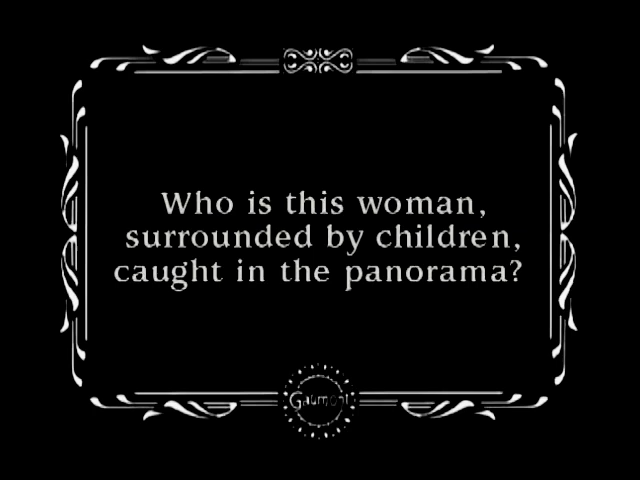 Who is this woman,
surrounded by children,
caught in the panorama?
Gaumont